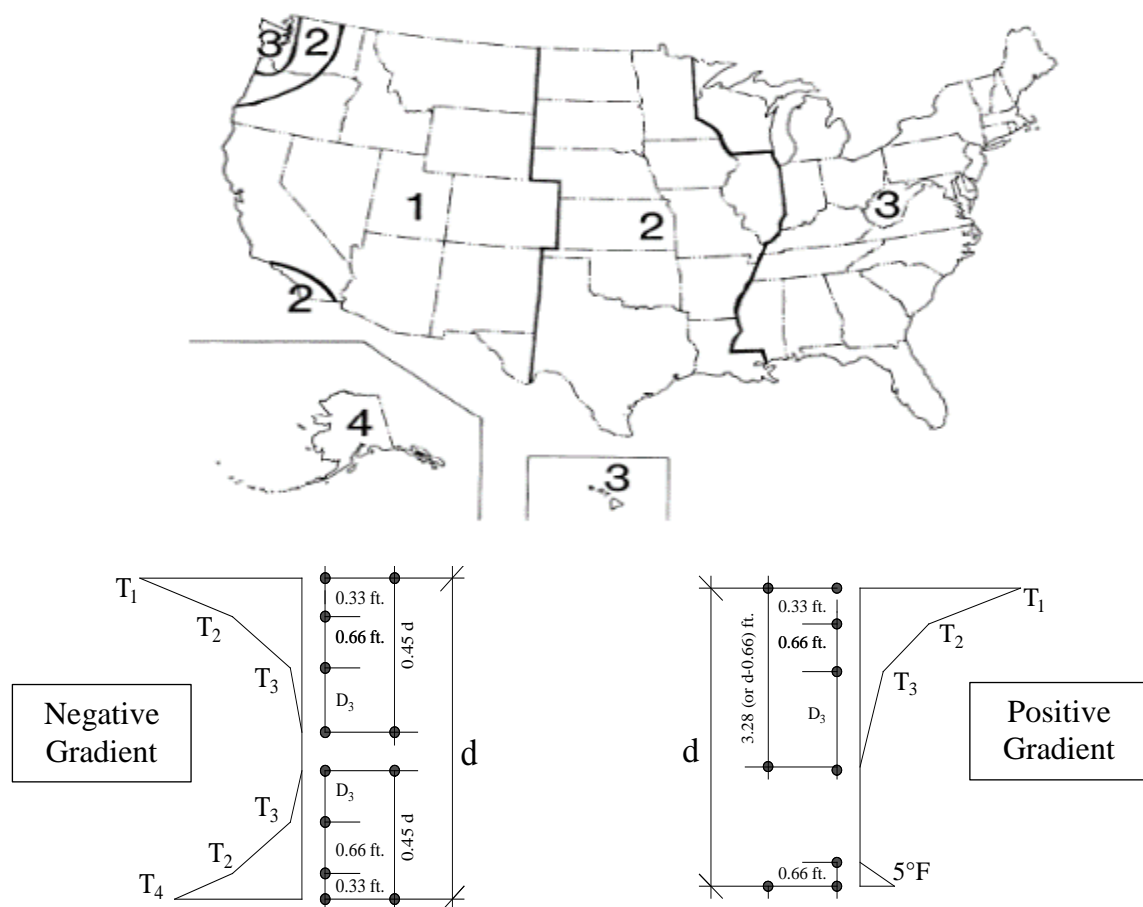 3
2
1
2
3
2
4
3
Negative
Gradient
T1
T2
T3
T3
T2
T4
0.33 ft.
0.66 ft.
D3
0.45 d
D3
0.66 ft.
0.33 ft.
0.45 d
d
d
3.28 (or d-0.66) ft.
0.33 ft.
0.66 ft.
D3
0.66 ft.
T1
T2
T3
5°F
Positive
Gradient